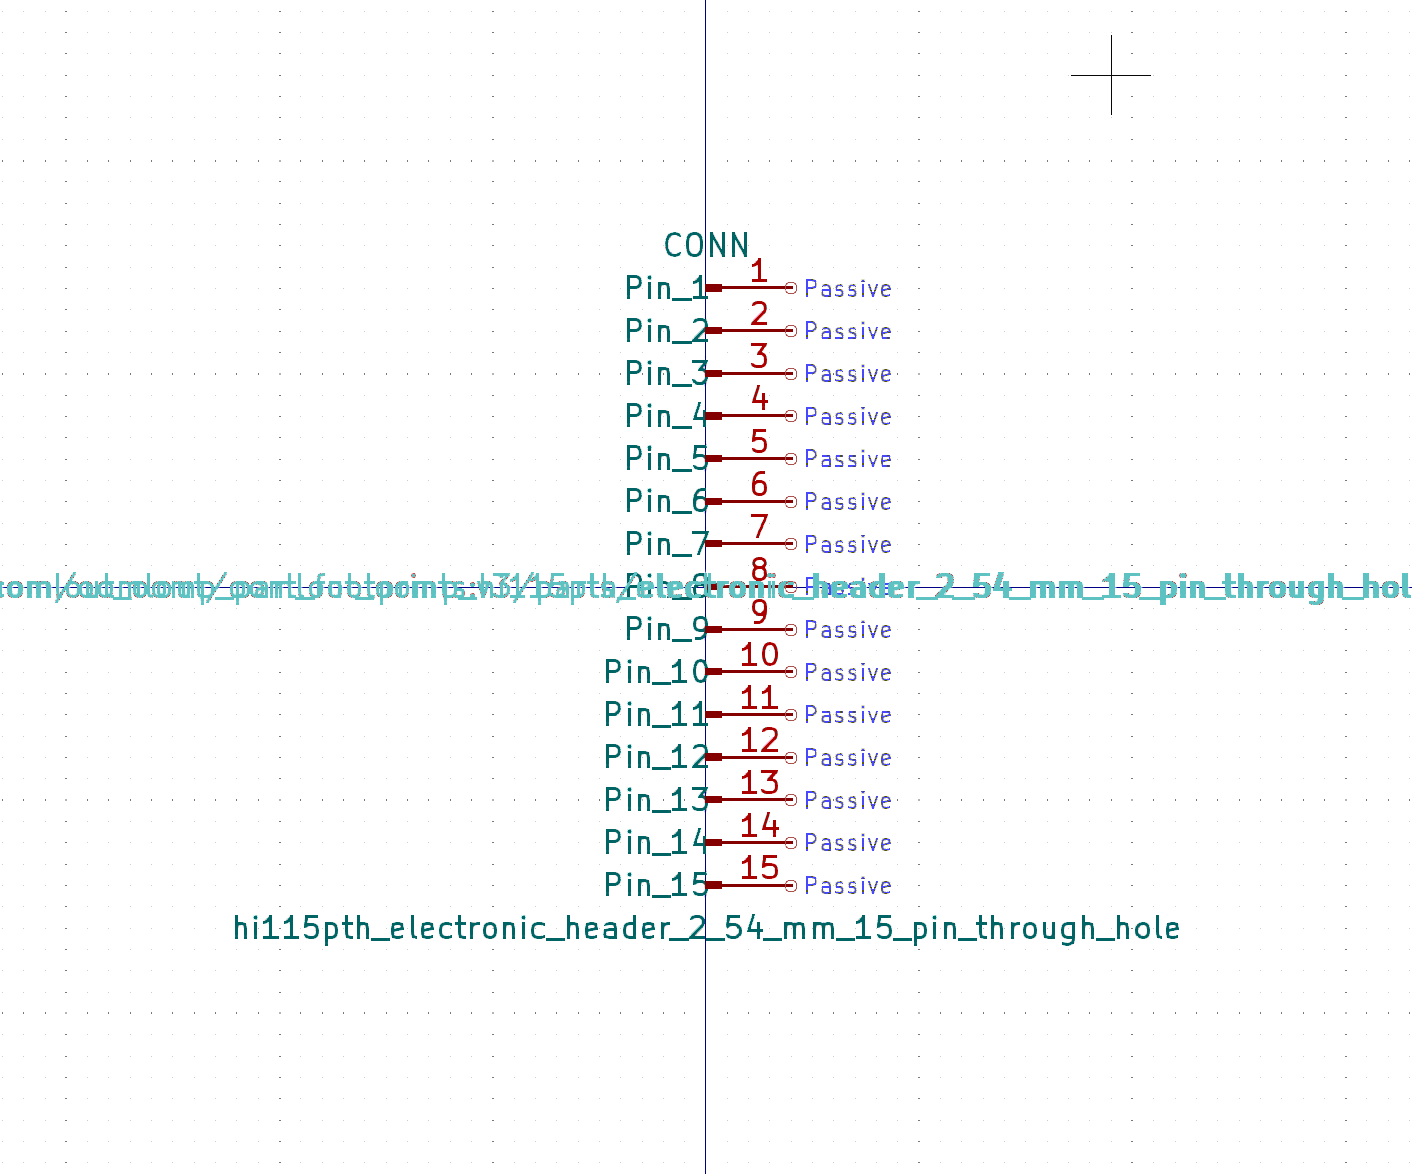 CONN
Pin_1 1 Passive
Pin_2 2 Passive
Pin_3 3 Passive
Pin_4 4 Passive
Pin_5 5 Passive
Pin_6 6 Passive
Pin_7 7 Passive
8 electronic_header_2_54_mm_15_pin_through_hol
Pin_9 9 Passive
Pin_10 10 Passive
Pin_11 11 Passive
Pin_12 12 Passive
Pin_13 13 Passive
Pin_14 14 Passive
Pin_15 15 Passive
hi115pth_electronic_header_2_54_mm_15_pin_through_hole